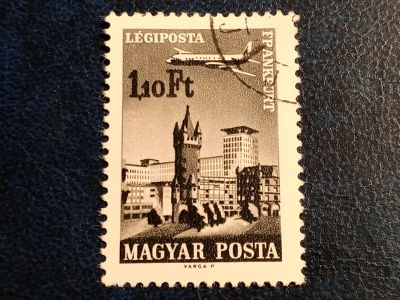 LÉGIPOSTA
FRANKFURT
1,10 Ft
MAGYAR POSTA
VARGA P.